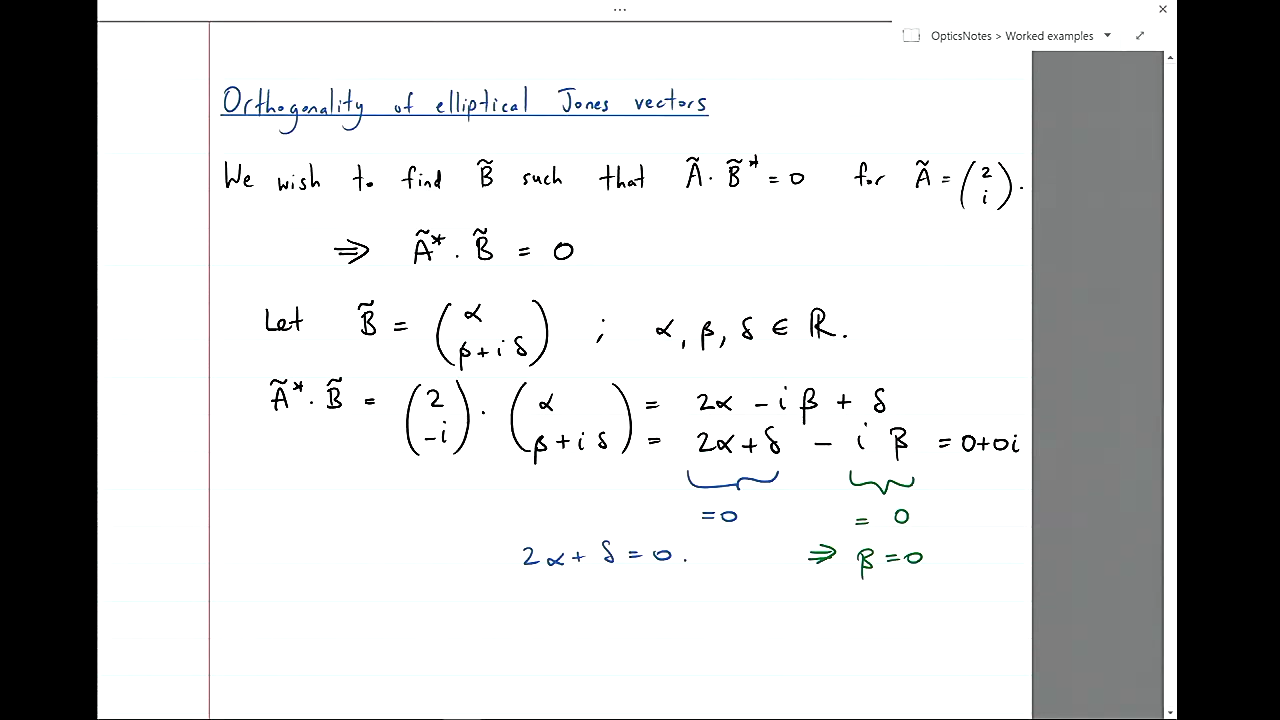 OpticsNotes > Worked examples
Orthogonality of elliptical Jones vectors
We wish to find B̃ such that Ã · B̃* = 0 for Ã = (2 i).
⇒ Ã* · B̃ = 0
Let B̃ = (α β+iδ) ; α, β, δ ∈ ℝ.
Ã* · B̃ = (2 -i) · (α β+iδ) = 2α - iβ + δ
= 2α+δ - iβ = 0+0i
=0 = 0
2α + δ = 0. ⇒ β = 0